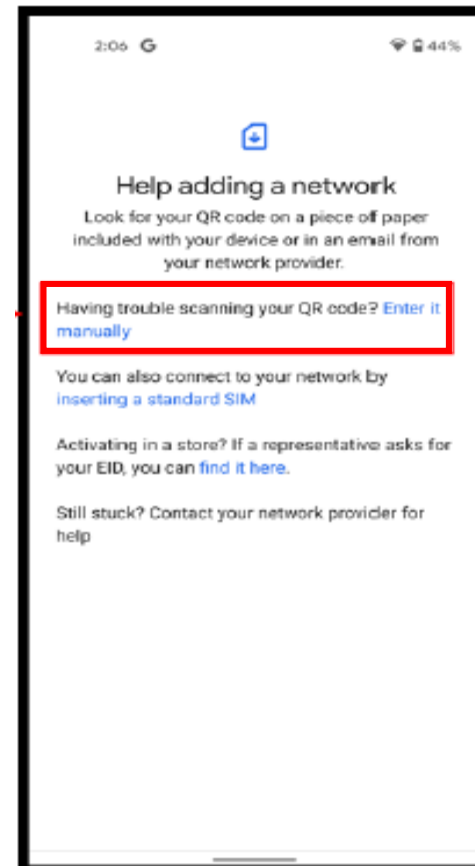 2:06 G 44%
Help adding a network
Look for your QR code on a piece of paper
included with your device or in an email from
your network provider.
Having trouble scanning your QR code? Enter it
manually
You can also connect to your network by
inserting a standard SIM
Activating in a store? If a representative asks for
your EID, you can find it here.
Still stuck? Contact your network provider for
help